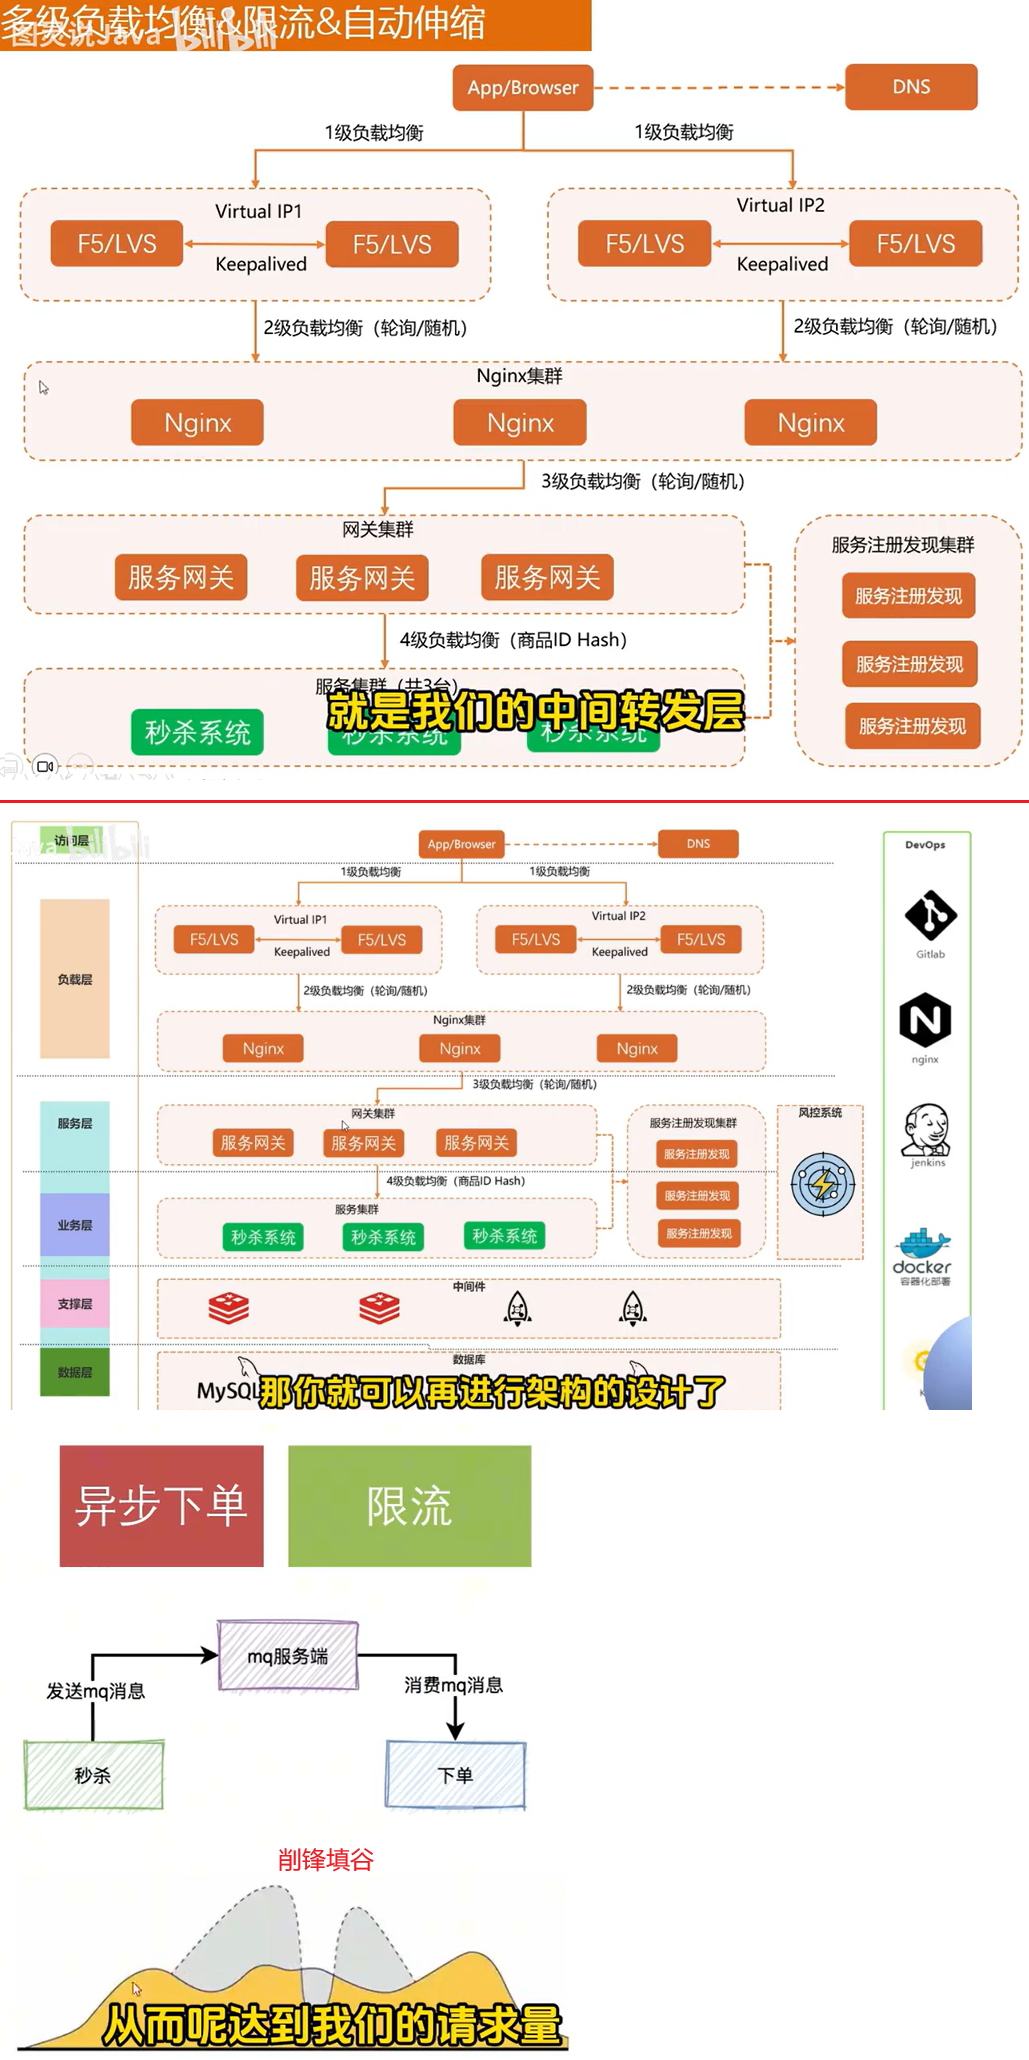 多级负载均衡&限流&自动伸缩
图灵说Java bilibili
App/Browser
DNS
1级负载均衡
1级负载均衡
Virtual IP1
Virtual IP2
F5/LVS
F5/LVS
F5/LVS
F5/LVS
Keepalived
Keepalived
2级负载均衡（轮询/随机）
2级负载均衡（轮询/随机）
Nginx集群
Nginx
Nginx
Nginx
3级负载均衡（轮询/随机）
网关集群
服务注册发现集群
服务网关
服务网关
服务网关
服务注册发现
4级负载均衡（商品ID Hash）
服务注册发现
服务集群（共3台）
就是我们的中间转发层
秒杀系统
秒杀系统
秒杀系统
服务注册发现
访问层
Java bilibili
App/Browser
DNS
DevOps
1级负载均衡
1级负载均衡
Virtual IP1
Virtual IP2
F5/LVS
F5/LVS
F5/LVS
F5/LVS
Keepalived
Keepalived
Gitlab
负载层
2级负载均衡（轮询/随机）
2级负载均衡（轮询/随机）
Nginx集群
Nginx
Nginx
Nginx
nginx
3级负载均衡（轮询/随机）
服务层
网关集群
服务注册发现集群
风控系统
服务网关
服务网关
服务网关
服务注册发现
jenkins
4级负载均衡（商品ID Hash）
服务注册发现
业务层
服务集群
秒杀系统
秒杀系统
秒杀系统
服务注册发现
docker
容器化部署
支撑层
中间件
数据层
数据库
MySQL
那你就可以再进行架构的设计了
异步下单
限流
mq服务端
发送mq消息
消费mq消息
秒杀
下单
削锋填谷
从而呢达到我们的请求量